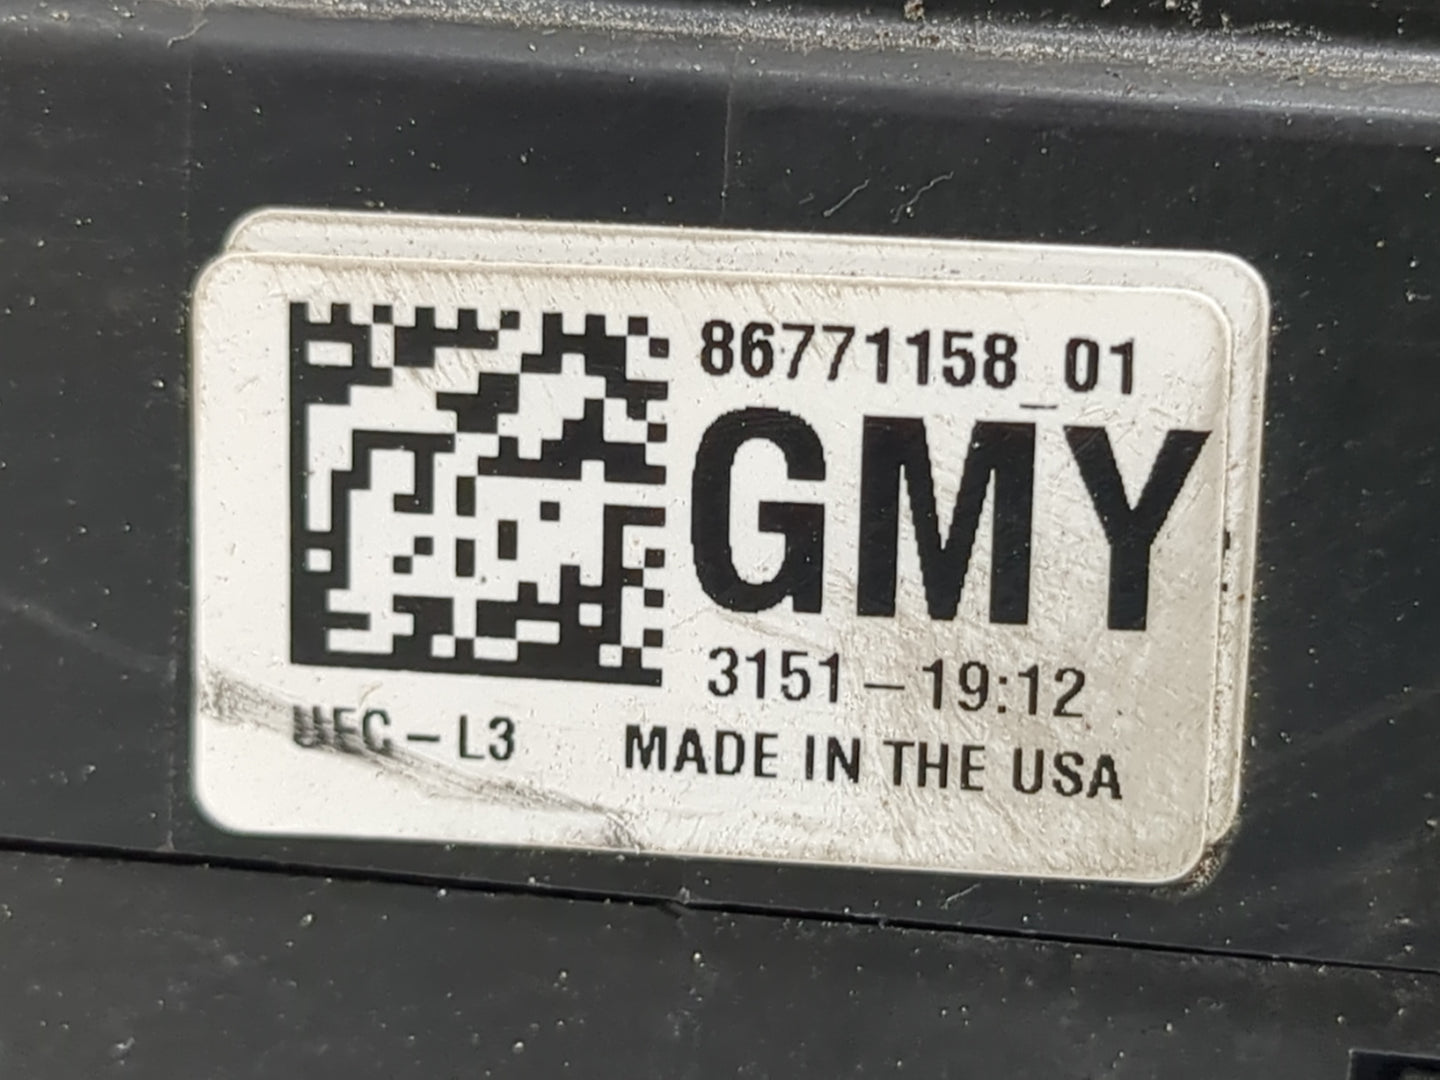 86771158_01
GMY
3151 - 19:12
UFC - L3
MADE IN THE USA